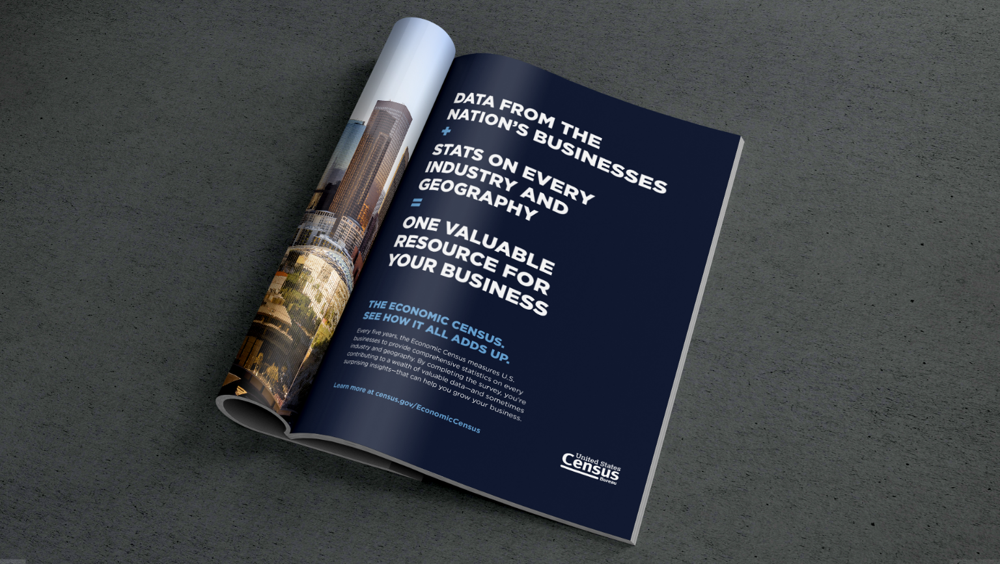 DATA FROM THE
NATION'S BUSINESSES
+
STATS ON EVERY
INDUSTRY AND
GEOGRAPHY
=
ONE VALUABLE
RESOURCE FOR
YOUR BUSINESS
THE ECONOMIC CENSUS.
SEE HOW IT ALL ADDS UP.
Every five years, the Economic Census measures U.S.
businesses to provide comprehensive statistics on every
industry and geography. By completing the survey, you're
contributing to a wealth of valuable data—and sometimes
surprising insights—that can help you grow your business.
Learn more at census.gov/EconomicCensus
United States
Census
Bureau